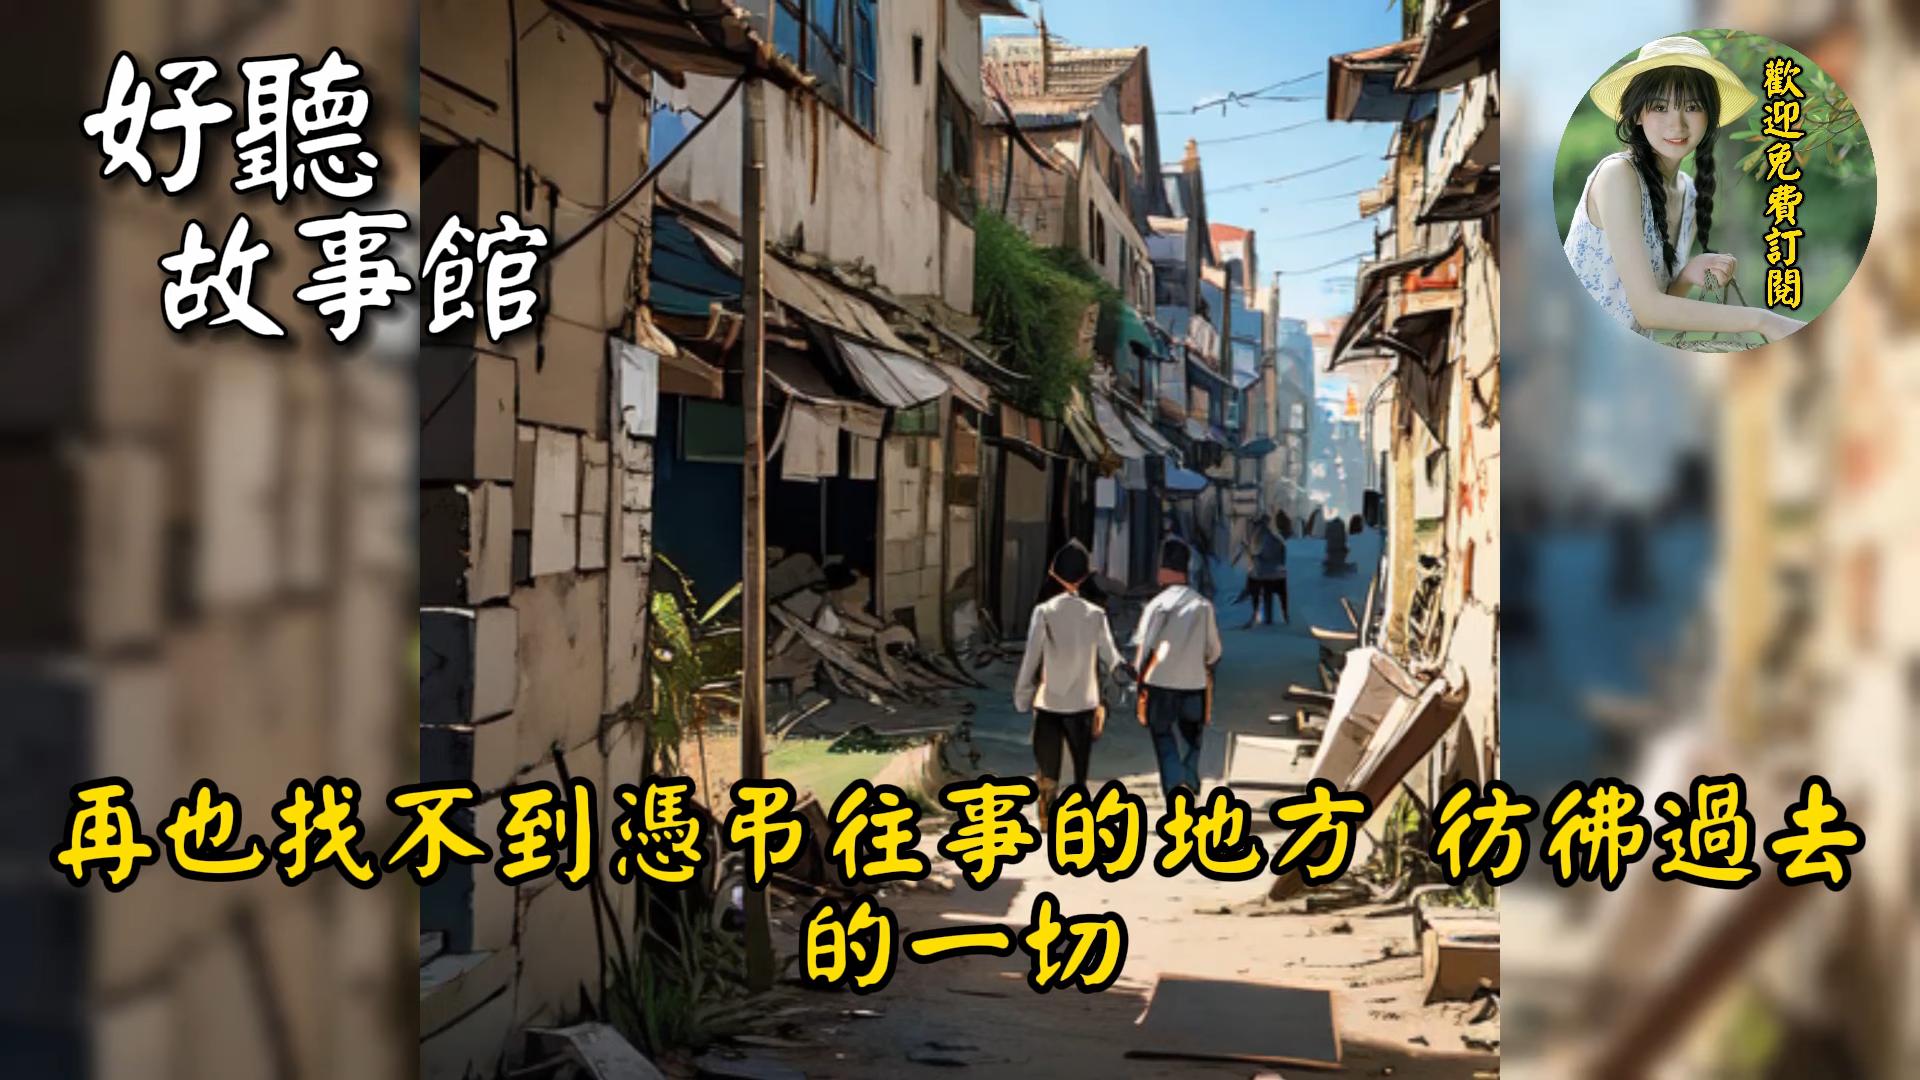 好聽
故事館
歡迎免費訂閱
再也找不到憑弔往事的地方 彷彿過去
的一切